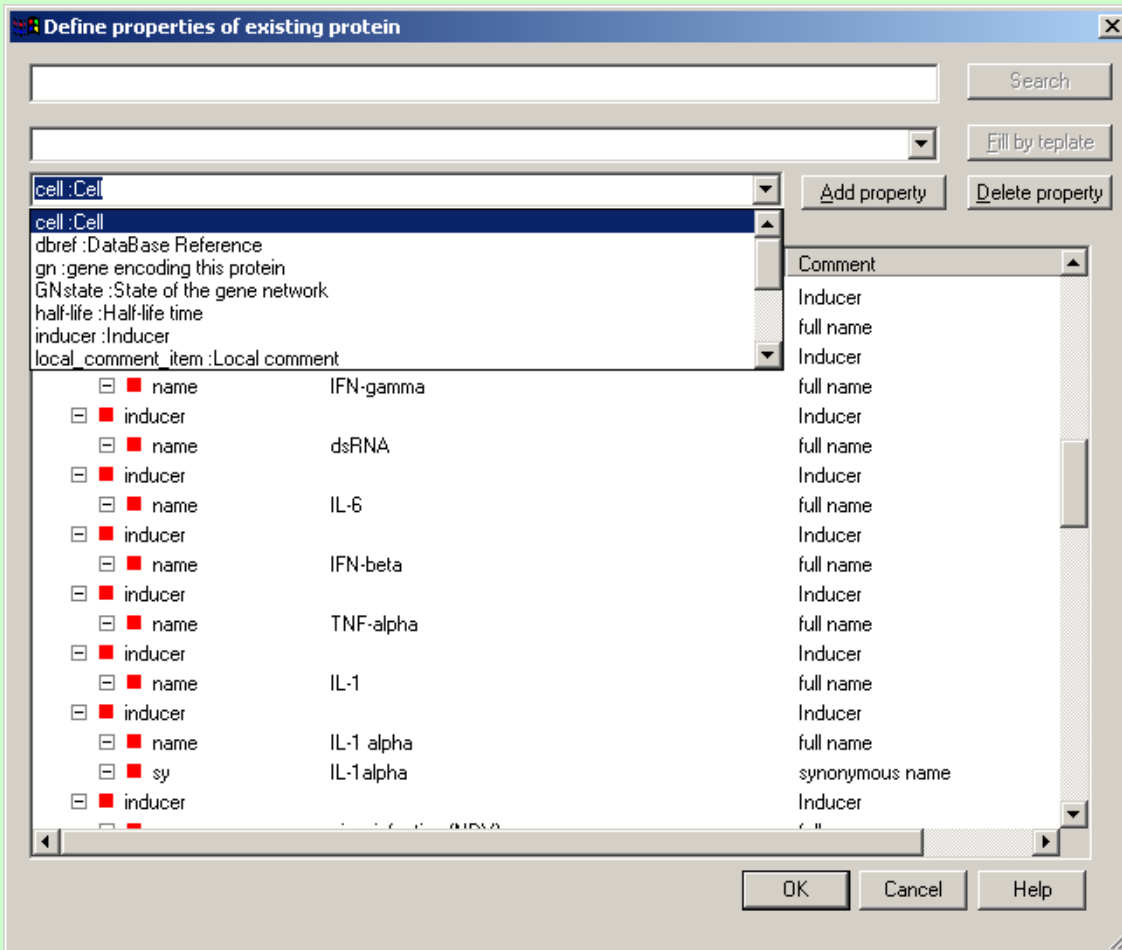 Define properties of existing protein
Search
Fill by teplate
cell :Cell
Add property
Delete property
cell :Cell
dbref :DataBase Reference
gn :gene encoding this protein
GNstate :State of the gene network
half-life :Half-life time
inducer :Inducer
local_comment_item :Local comment
Comment
Inducer
full name
Inducer
name IFN-gamma full name
inducer Inducer
name dsRNA full name
inducer Inducer
name IL-6 full name
inducer Inducer
name IFN-beta full name
inducer Inducer
name TNF-alpha full name
inducer Inducer
name IL-1 full name
inducer Inducer
name IL-1 alpha full name
sy IL-1alpha synonymous name
inducer Inducer
OK Cancel Help